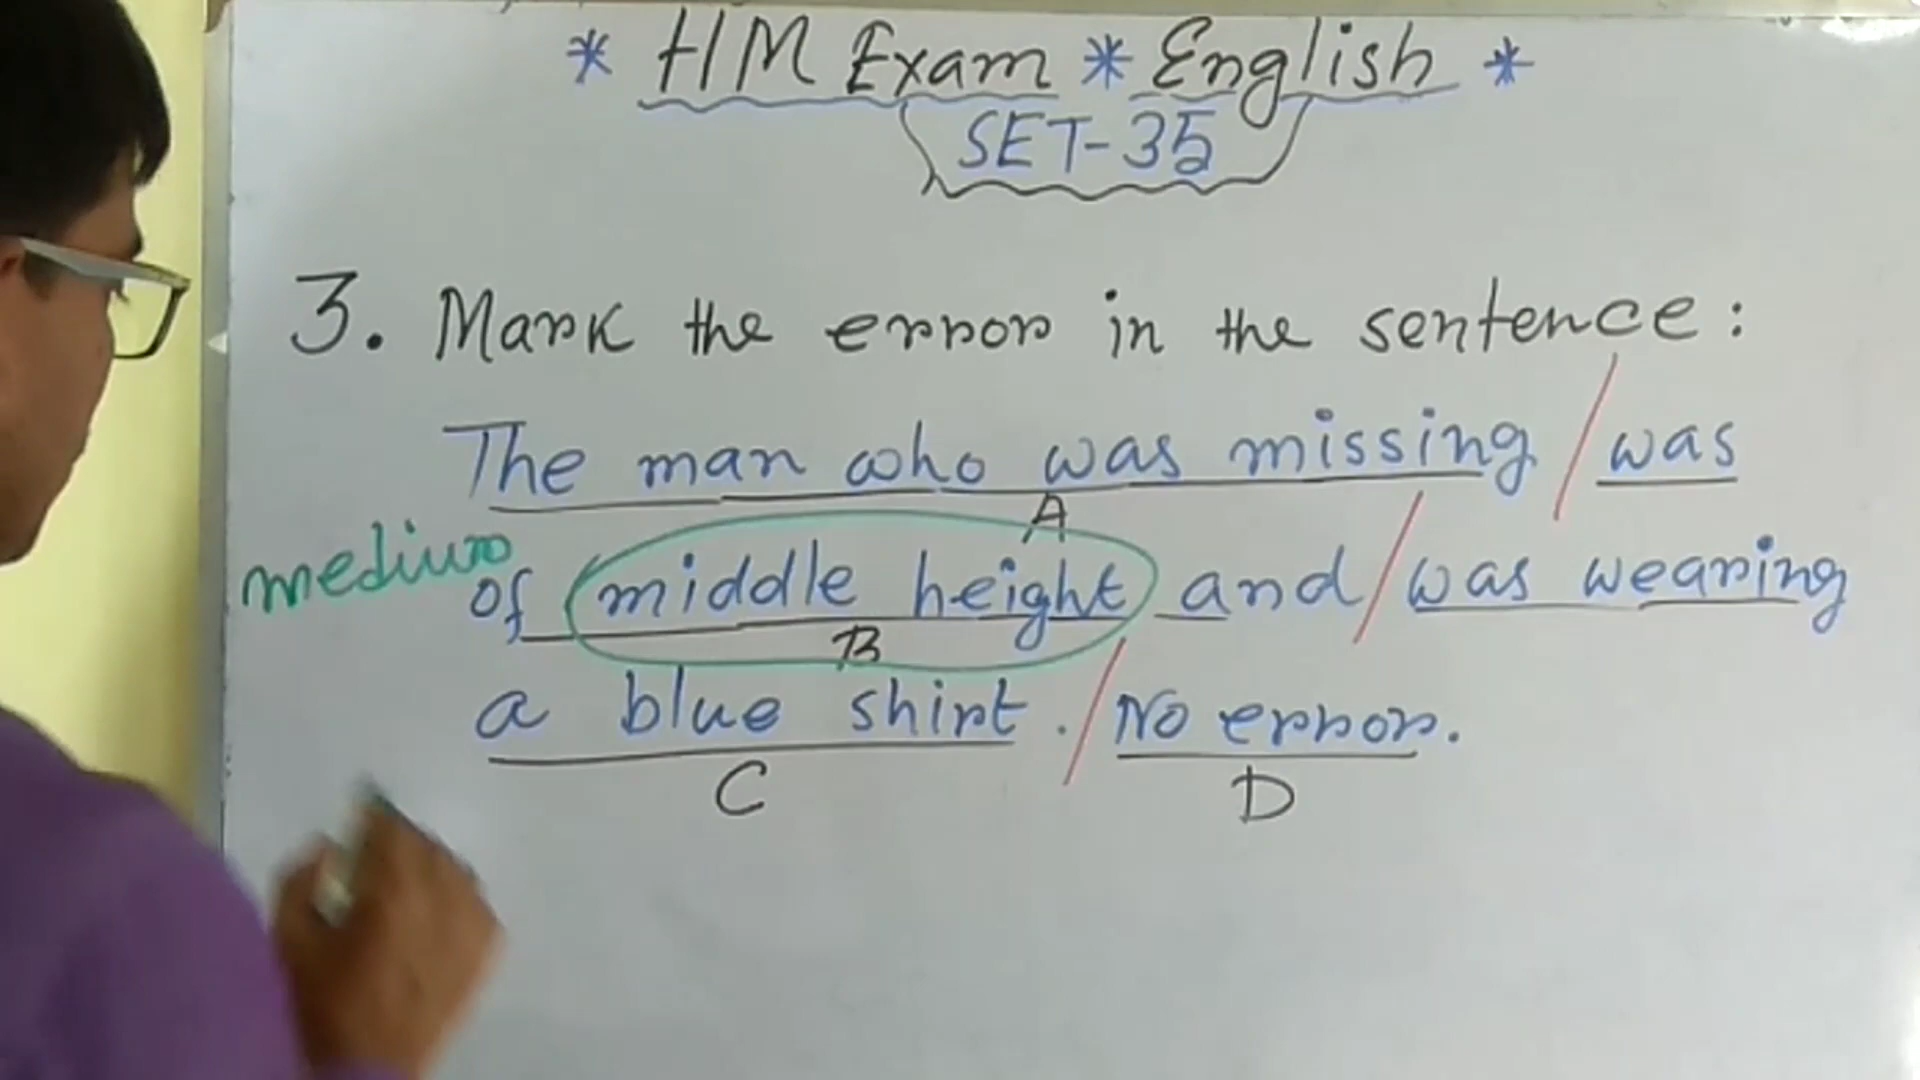 * HM Exam * English *
SET-35
3. Mark the error in the sentence:
The man who was missing / was
A
medium
of middle height and / was wearing
B
a blue shirt. / No error.
C D